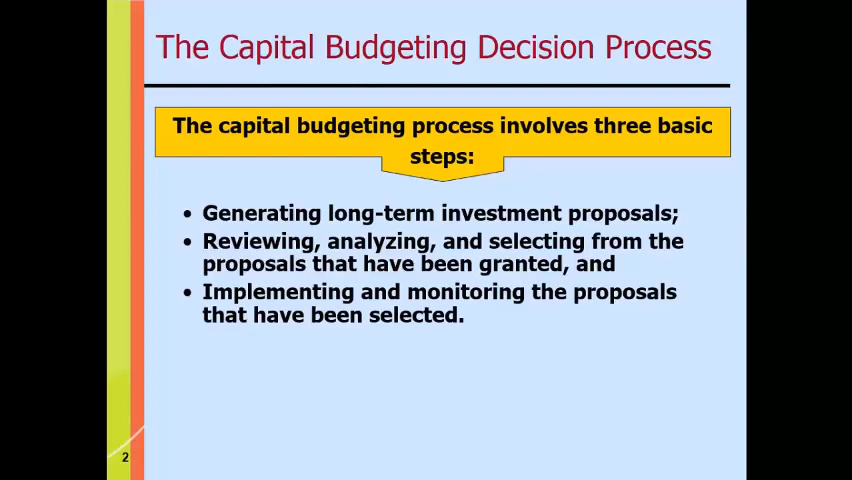 The Capital Budgeting Decision Process
The capital budgeting process involves three basic
steps:
• Generating long-term investment proposals;
• Reviewing, analyzing, and selecting from the
proposals that have been granted, and
• Implementing and monitoring the proposals
that have been selected.
2